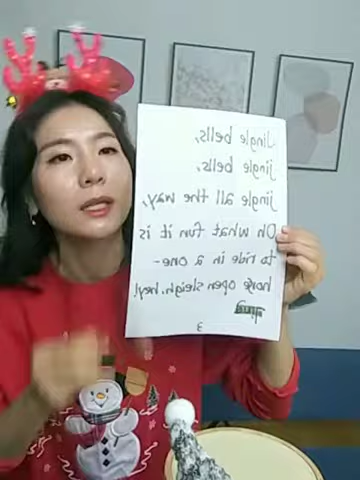 Jingle bells,
jingle bells,
jingle all the way,
Oh what fun it is
to ride in a one-
open sleigh, hey!
3